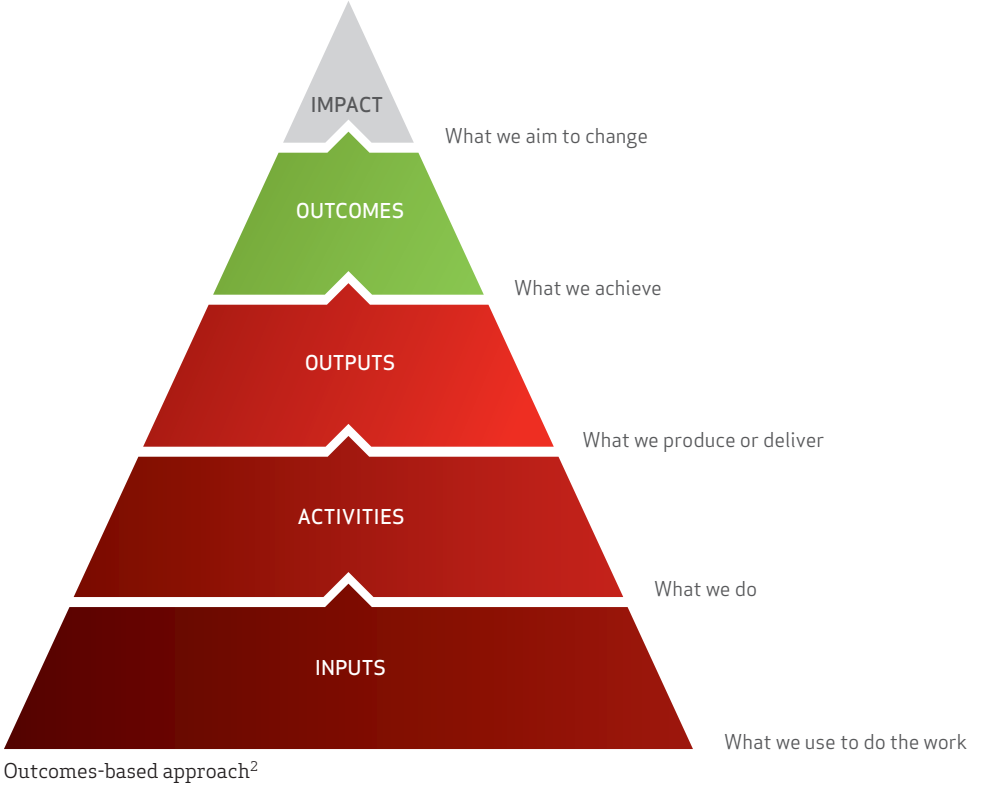 IMPACT
What we aim to change
OUTCOMES
What we achieve
OUTPUTS
What we produce or deliver
ACTIVITIES
What we do
INPUTS
What we use to do the work
Outcomes-based approach²